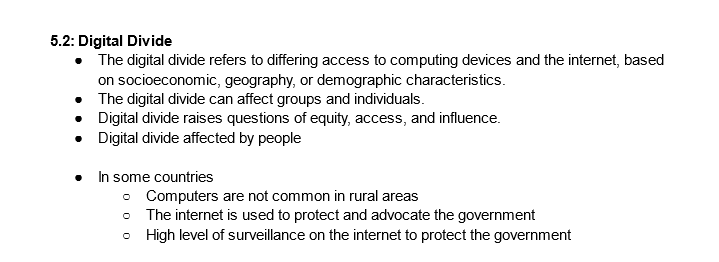 5.2: Digital Divide
● The digital divide refers to differing access to computing devices and the internet, based
on socioeconomic, geography, or demographic characteristics.
● The digital divide can affect groups and individuals.
● Digital divide raises questions of equity, access, and influence.
● Digital divide affected by people
● In some countries
○ Computers are not common in rural areas
○ The internet is used to protect and advocate the government
○ High level of surveillance on the internet to protect the government